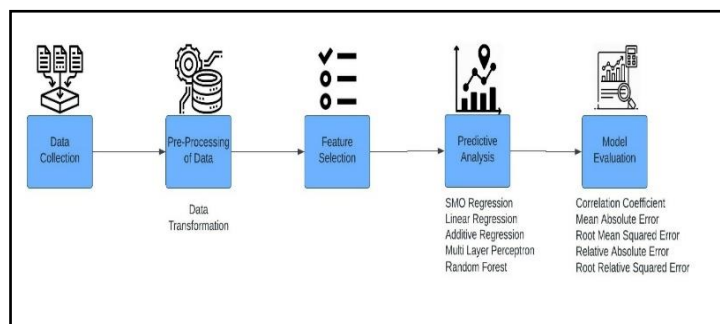 Data
Collection
Pre-Processing
of Data
Feature
Selection
Predictive
Analysis
Model
Evaluation
Data
Transformation
SMO Regression
Linear Regression
Additive Regression
Multi Layer Perceptron
Random Forest
Correlation Coefficient
Mean Absolute Error
Root Mean Squared Error
Relative Absolute Error
Root Relative Squared Error